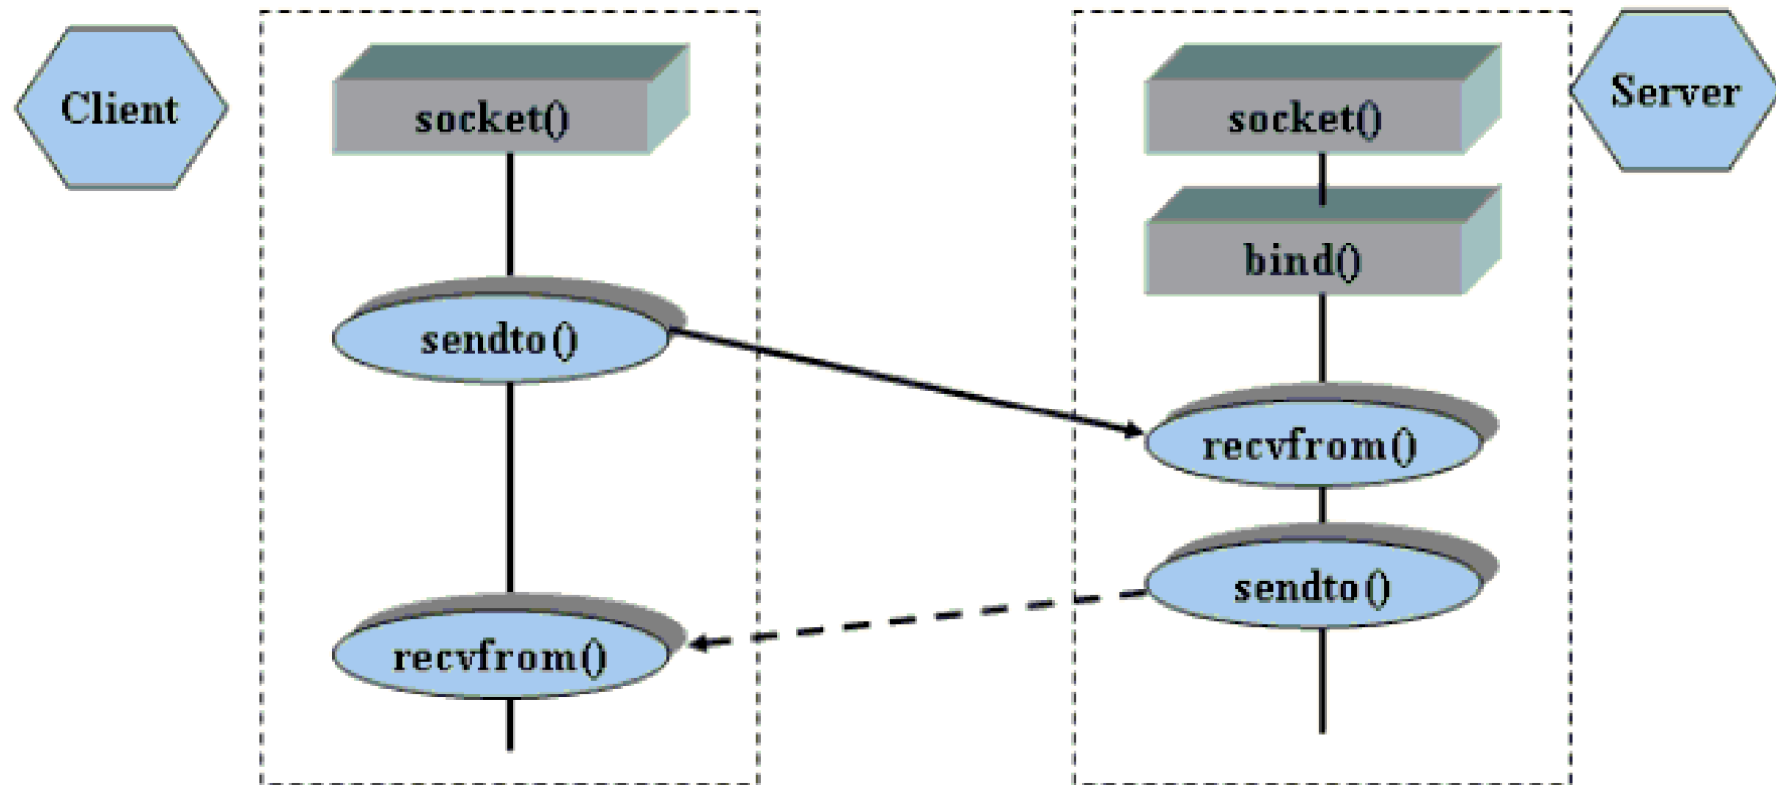 Client
socket()
sendto()
recvfrom()
Server
socket()
bind()
recvfrom()
sendto()